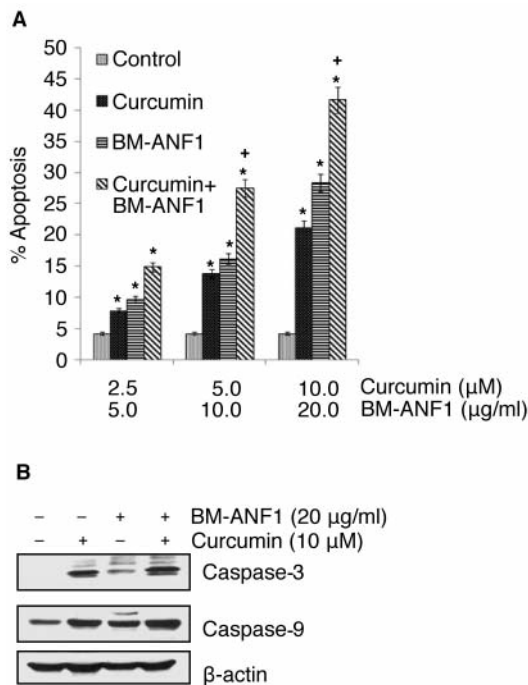 A
50
45
40
35
30
25
20
15
10
5
0
% Apoptosis
Control
Curcumin
BM-ANF1
Curcumin+
BM-ANF1
* * *
* * * +
* * * +
2.5 5.0 10.0 Curcumin (µM)
5.0 10.0 20.0 BM-ANF1 (µg/ml)
B
– – + + BM-ANF1 (20 µg/ml)
– + – + Curcumin (10 µM)
Caspase-3
Caspase-9
β-actin